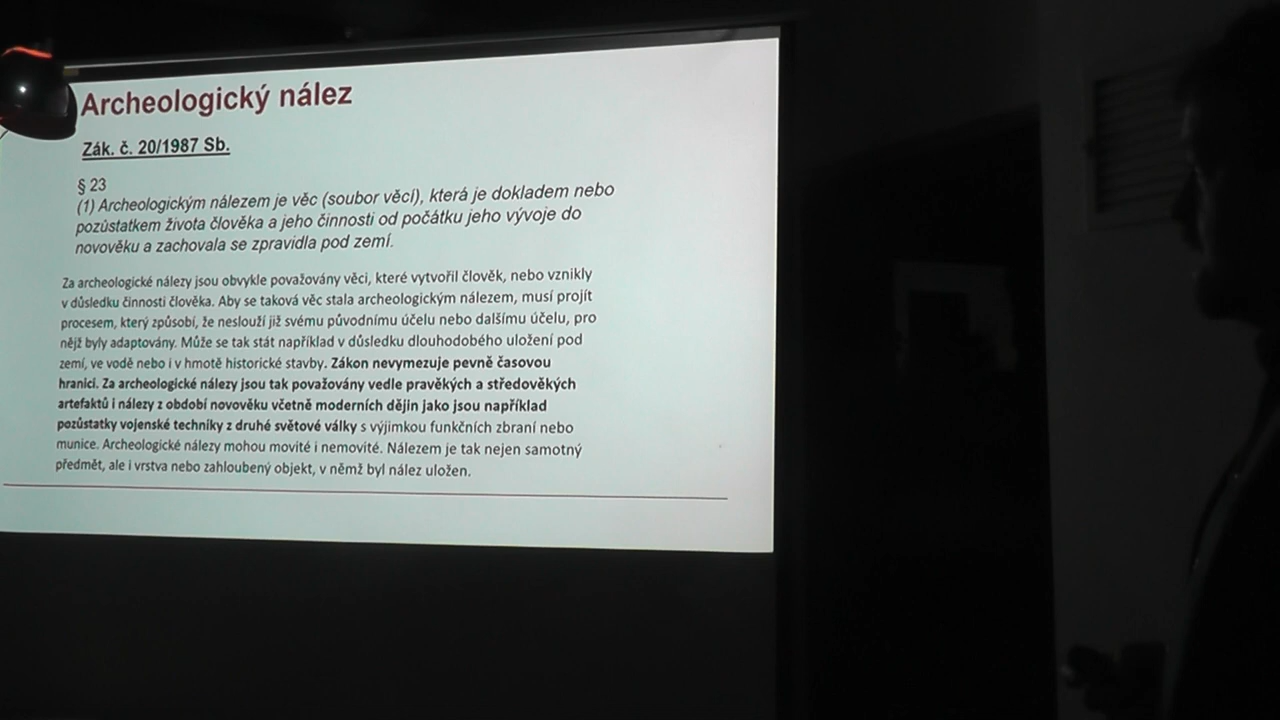 Archeologický nález
Zák. č. 20/1987 Sb.
§ 23
(1) Archeologickým nálezem je věc (soubor věcí), která je dokladem nebo
pozůstatkem života člověka a jeho činnosti od počátku jeho vývoje do
novověku a zachovala se zpravidla pod zemí.
Za archeologické nálezy jsou obvykle považovány věci, které vytvořil člověk, nebo vznikly
v důsledku činnosti člověka. Aby se taková věc stala archeologickým nálezem, musí projít
procesem, který způsobí, že neslouží již svému původnímu účelu nebo dalšímu účelu, pro
nějž byly adaptovány. Může se tak stát například v důsledku dlouhodobého uložení pod
zemí, ve vodě nebo i v hmotě historické stavby. Zákon nevymezuje pevně časovou
hranici. Za archeologické nálezy jsou tak považovány vedle pravěkých a středověkých
artefaktů i nálezy z období novověku včetně moderních dějin jako jsou například
pozůstatky vojenské techniky z druhé světové války s výjimkou funkčních zbraní nebo
munice. Archeologické nálezy mohou movité i nemovité. Nálezem je tak nejen samotný
předmět, ale i vrstva nebo zahloubený objekt, v němž byl nález uložen.